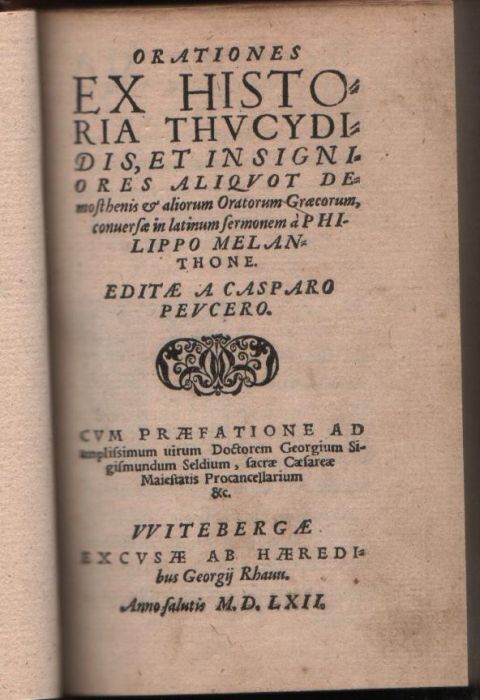 ORATIONES
EX HISTO-
RIA THVCYDI-
DIS, ET INSIGNI-
ORES ALIQVOT DE-
mosthenis & aliorum Oratorum Græcorum,
conuersæ in latinum sermonem à PHI-
LIPPO MELAN-
THONE.
EDITÆ A CASPARO
PEVCERO.
CVM PRÆFATIONE AD
amplissimum uirum Doctorem Georgium Si-
gismundum Seldium, sacræ Cæsareæ
Maiestatis Procancellarium
&c.
VVITEBERGÆ
EXCVSÆ AB HÆREDI-
bus Georgij Rhauu.
Anno salutis M. D. LXII.